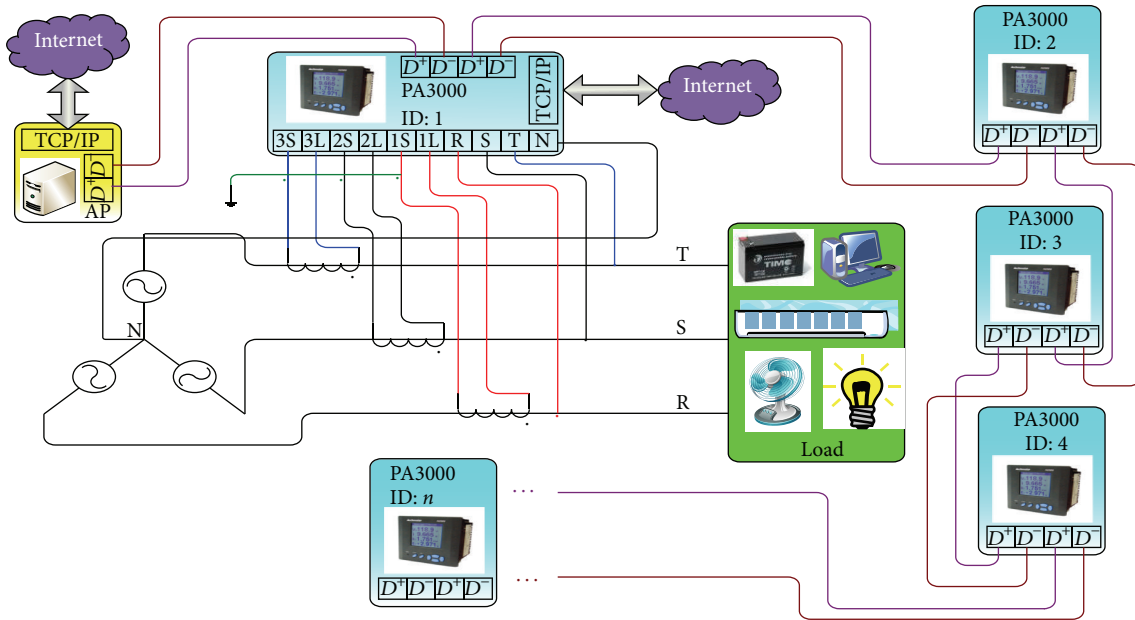 Internet
TCP/IP
D+ D−
AP
D+ D− D+ D−
PA3000
ID: 1
TCP/IP
3S 3L 2S 2L 1S 1L R S T N
Internet
PA3000
ID: 2
D+ D− D+ D−
PA3000
ID: 3
D+ D− D+ D−
PA3000
ID: 4
D+ D− D+ D−
T
S
R
N
TIMC
Load
PA3000
ID: n
D+ D− D+ D−
...
...